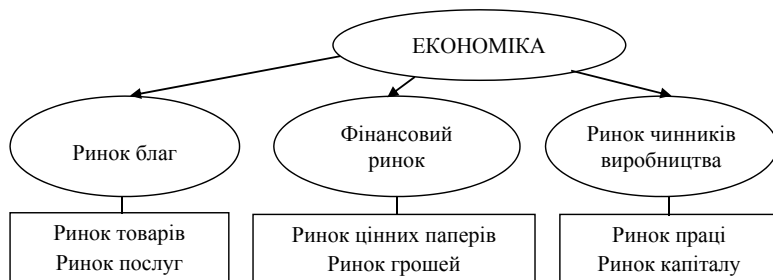 ЕКОНОМІКА
Ринок благ
Фінансовий
ринок
Ринок чинників
виробництва
Ринок товарів
Ринок послуг
Ринок цінних паперів
Ринок грошей
Ринок праці
Ринок капіталу